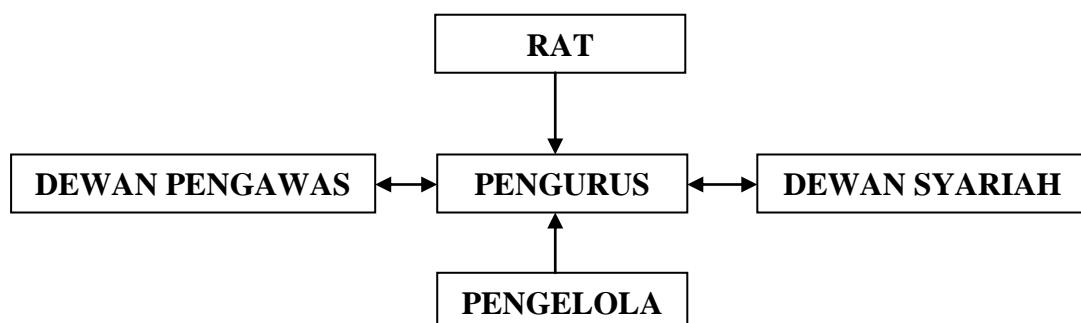 RAT
DEWAN PENGAWAS
PENGURUS
DEWAN SYARIAH
PENGELOLA